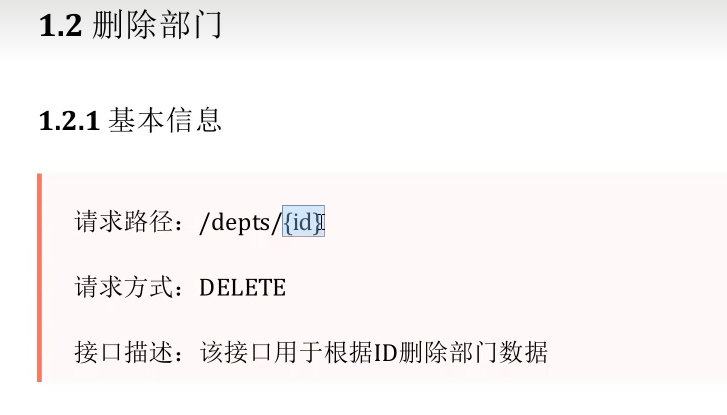 1.2 删除部门
1.2.1 基本信息
请求路径：/depts/{id}
请求方式：DELETE
接口描述：该接口用于根据ID删除部门数据